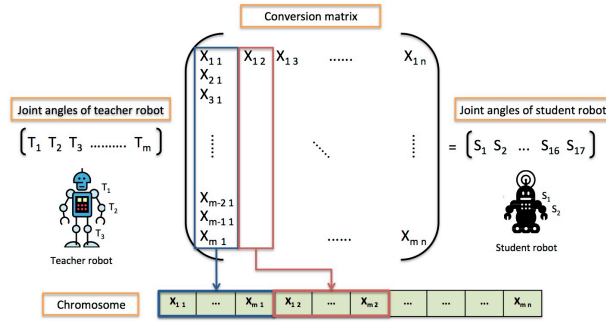 Conversion matrix
X1 1 X1 2 X1 3 ...... X1 n
X2 1
X3 1
Joint angles of teacher robot
Joint angles of student robot
[T1 T2 T3 .......... Tm]
= [S1 S2 ... S16 S17]
Xm-2 1
Xm-1 1
Xm 1 ...... Xm n
T1
T2
T3
S1
S2
Teacher robot
Student robot
Chromosome
X1 1 ... Xm 1 X1 2 ... Xm 2 ... ... ... Xm n